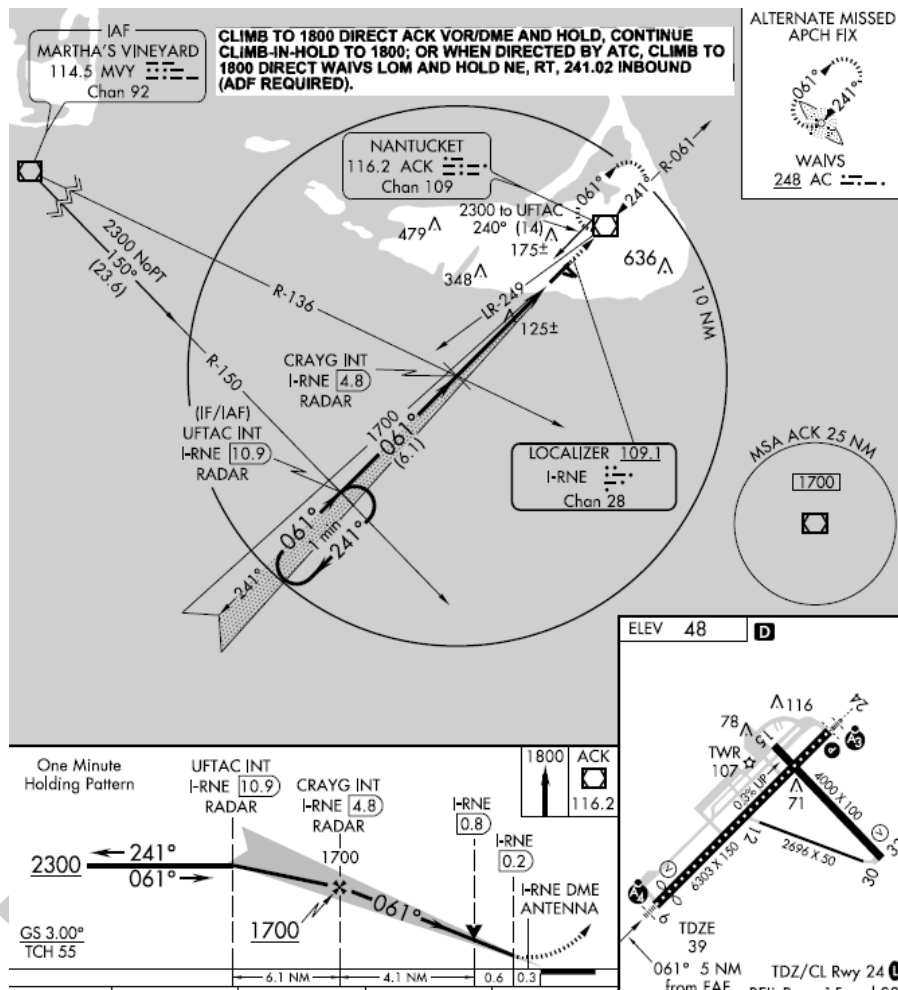 IAF
MARTHA'S VINEYARD
114.5 MVY
Chan 92
CLIMB TO 1800 DIRECT ACK VOR/DME AND HOLD, CONTINUE
CLIMB-IN-HOLD TO 1800; OR WHEN DIRECTED BY ATC, CLIMB TO
1800 DIRECT WAIVS LOM AND HOLD NE, RT, 241.02 INBOUND
(ADF REQUIRED).
ALTERNATE MISSED
APCH FIX
061°
241°
WAIVS
248 AC
NANTUCKET
116.2 ACK
Chan 109
R-061
061°
241°
2300 to UFTAC
240° (14)
479
175±
348
636
2300 NoPT
150°
(23.6)
R-136
LR-249
125±
10 NM
R-150
CRAYG INT
I-RNE 4.8
RADAR
(IF/IAF)
UFTAC INT
I-RNE 10.9
RADAR
1700
061°
(6.1)
LOCALIZER 109.1
I-RNE
Chan 28
061°
1 min
241°
241°
MSA ACK 25 NM
1700
ELEV 48
D
116
24
78
15
A3
P
TWR
107
0.3% UP
71
4000 X 100
V
33
12
2696 X 50
30
6303 X 150
V
A4
6
TDZE
39
061° 5 NM
from FAF
TDZ/CL Rwy 24 L
One Minute
Holding Pattern
UFTAC INT
I-RNE 10.9
RADAR
CRAYG INT
I-RNE 4.8
RADAR
1700
1800
ACK
116.2
I-RNE
0.8
I-RNE
0.2
2300
241°
061°
061°
1700
I-RNE DME
ANTENNA
GS 3.00°
TCH 55
6.1 NM
4.1 NM
0.6
0.3